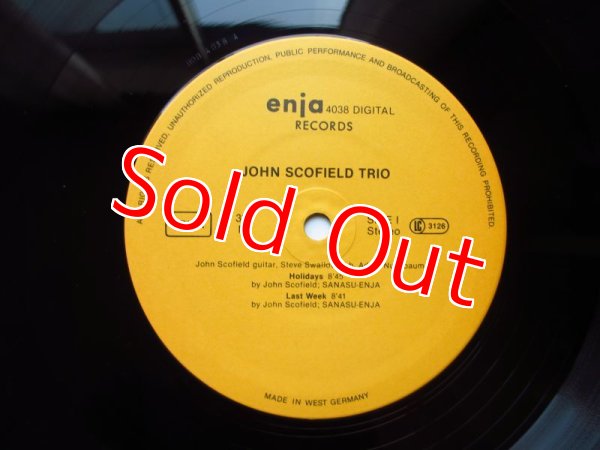 ALL RIGHTS RESERVED. UNAUTHORIZED REPRODUCTION, PUBLIC PERFORMANCE AND BROADCASTING OF THIS RECORDING PROHIBITED.
enja 4038 DIGITAL
RECORDS
JOHN SCOFIELD TRIO
SIDE I
Stereo
LC 3126
John Scofield guitar, Steve
Holidays 8'45
by John Scofield; SANASU-ENJA
Last Week 8'41
by John Scofield; SANASU-ENJA
MADE IN WEST GERMANY
Sold Out